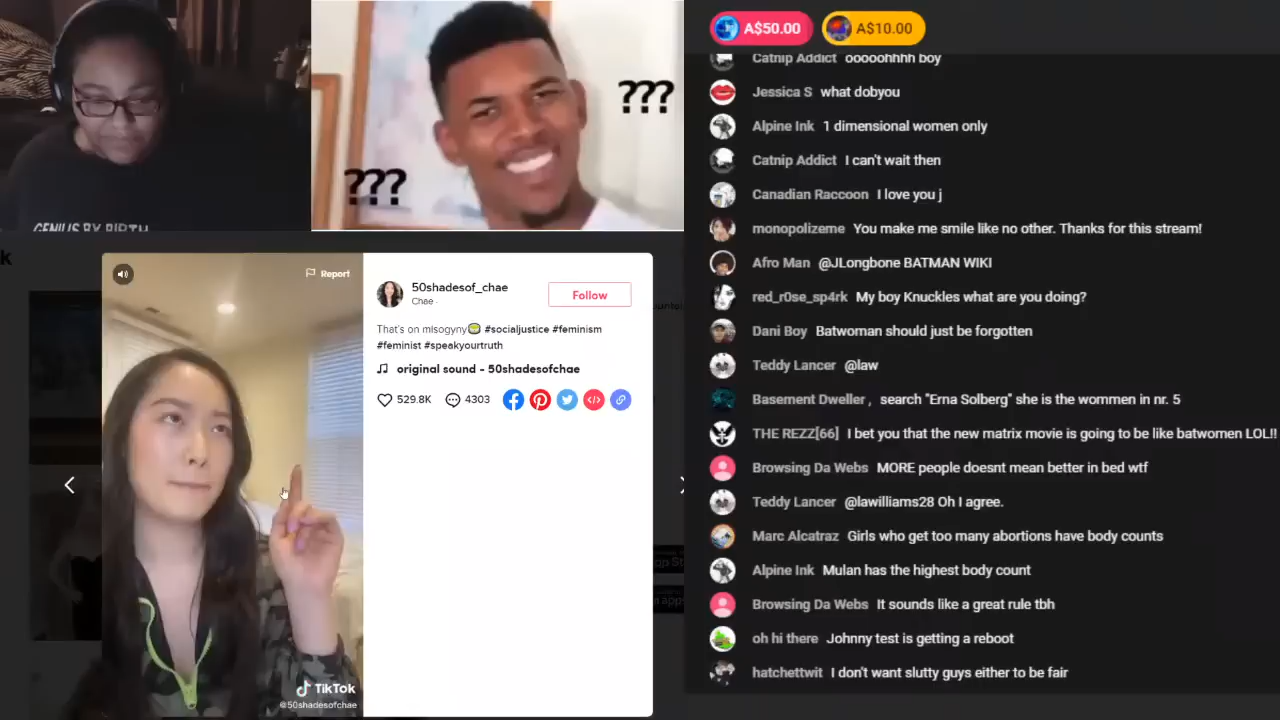 GENIUS BY BIRTH
???
???
A$50.00
A$10.00
Catnip Addict ooooohhhh boy
Jessica S what dobyou
Alpine Ink 1 dimensional women only
Catnip Addict I can't wait then
Canadian Raccoon I love you j
monopolizeme You make me smile like no other. Thanks for this stream!
Afro Man @JLongbone BATMAN WIKI
red_r0se_sp4rk My boy Knuckles what are you doing?
Dani Boy Batwoman should just be forgotten
Teddy Lancer @law
Basement Dweller , search "Erna Solberg" she is the wommen in nr. 5
THE REZZ[66] I bet you that the new matrix movie is going to be like batwomen LOL!!
Browsing Da Webs MORE people doesnt mean better in bed wtf
Teddy Lancer @lawilliams28 Oh I agree.
Marc Alcatraz Girls who get too many abortions have body counts
Alpine Ink Mulan has the highest body count
Browsing Da Webs It sounds like a great rule tbh
oh hi there Johnny test is getting a reboot
hatchettwit I don't want slutty guys either to be fair
k
Report
50shadesof_chae
Chae ·
Follow
That's on misogyny #socialjustice #feminism
#feminist #speakyourtruth
original sound - 50shadesofchae
529.8K
4303
TikTok
@50shadesofchae